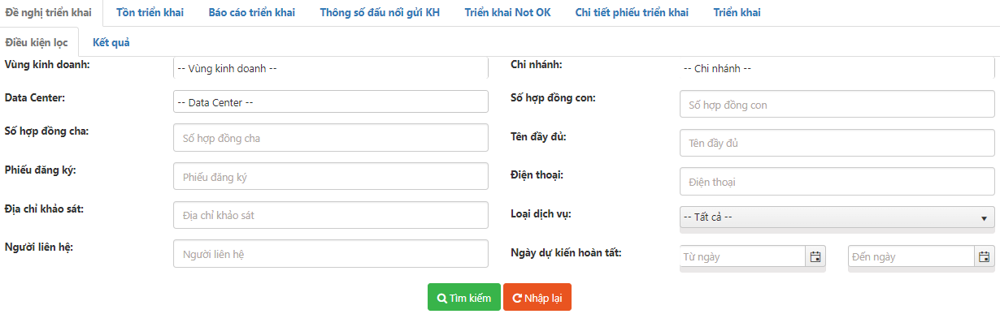 Đề nghị triển khai Tồn triển khai Báo cáo triển khai Thông số đấu nối gửi KH Triển khai Not OK Chi tiết phiếu triển khai Triển khai
Điều kiện lọc Kết quả
Vùng kinh doanh: -- Vùng kinh doanh -- Chi nhánh: -- Chi nhánh --
Data Center: -- Data Center -- Số hợp đồng con: Số hợp đồng con
Số hợp đồng cha: Số hợp đồng cha Tên đầy đủ: Tên đầy đủ
Phiếu đăng ký: Phiếu đăng ký Điện thoại: Điện thoại
Địa chỉ khảo sát: Địa chỉ khảo sát Loại dịch vụ: -- Tất cả --
Người liên hệ: Người liên hệ Ngày dự kiến hoàn tất: Từ ngày Đến ngày
Tìm kiếm Nhập lại